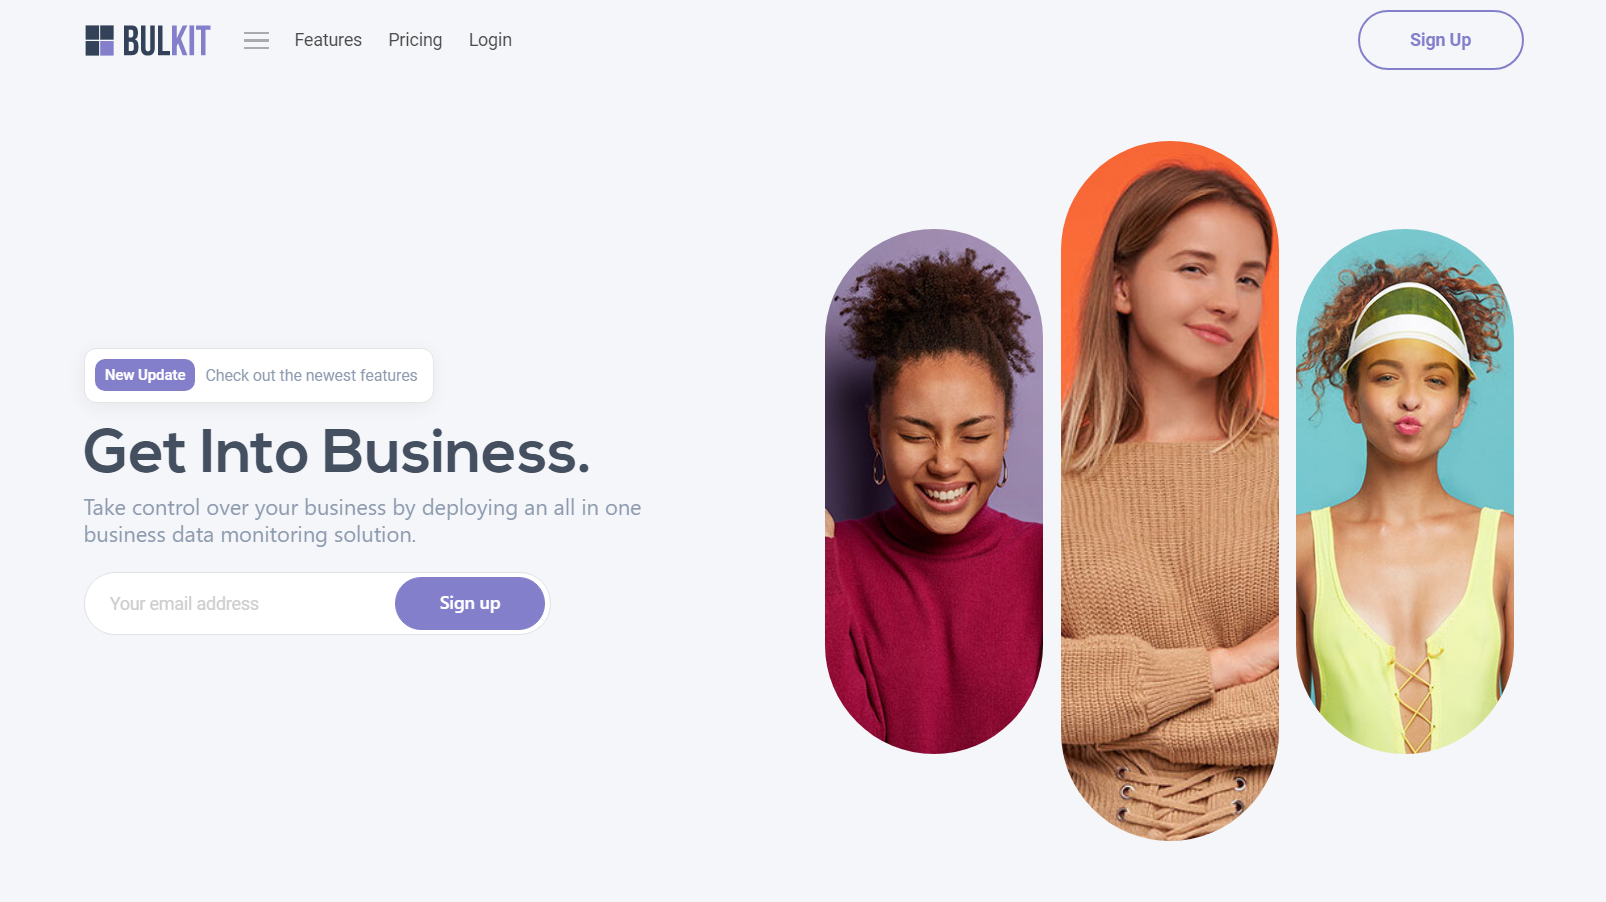 BULKIT
Features
Pricing
Login
Sign Up
New Update Check out the newest features
Get Into Business.
Take control over your business by deploying an all in one
business data monitoring solution.
Your email address
Sign up